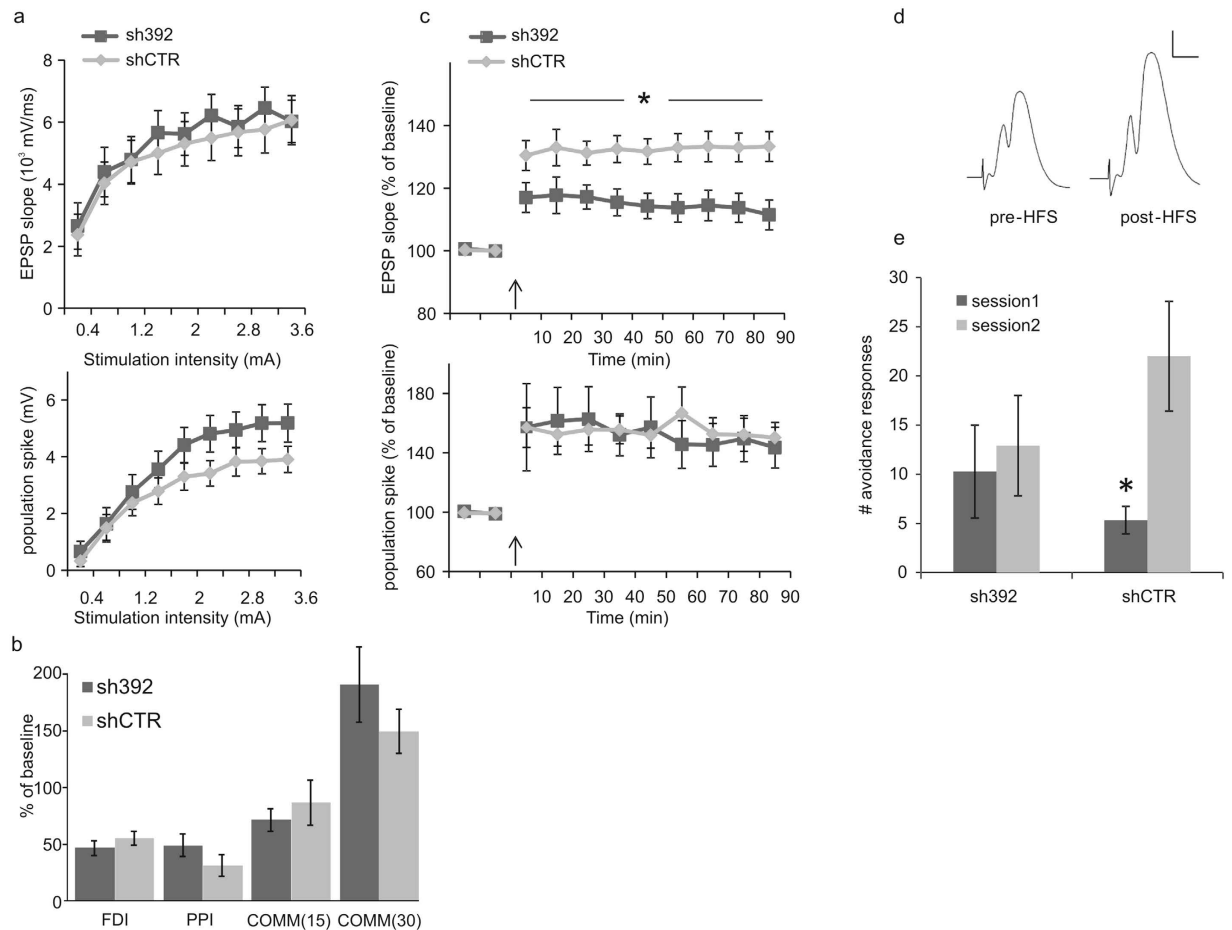 a
sh392
shCTR
EPSP slope (10³ mV/ms)
8
6
4
2
0
0.4 1.2 2 2.8 3.6
Stimulation intensity (mA)
population spike (mV)
6
4
2
0
0.4 1.2 2 2.8 3.6
Stimulation intensity (mA)
c
sh392
shCTR
*
EPSP slope (% of baseline)
140
120
100
80
10 20 30 40 50 60 70 80 90
Time (min)
population spike (% of baseline)
180
140
100
60
10 20 30 40 50 60 70 80 90
Time (min)
d
pre-HFS
post-HFS
e
# avoidance responses
30
25
20
15
10
5
0
session1
session2
*
sh392
shCTR
b
% of baseline
200
150
100
50
0
sh392
shCTR
FDI PPI COMM(15) COMM(30)